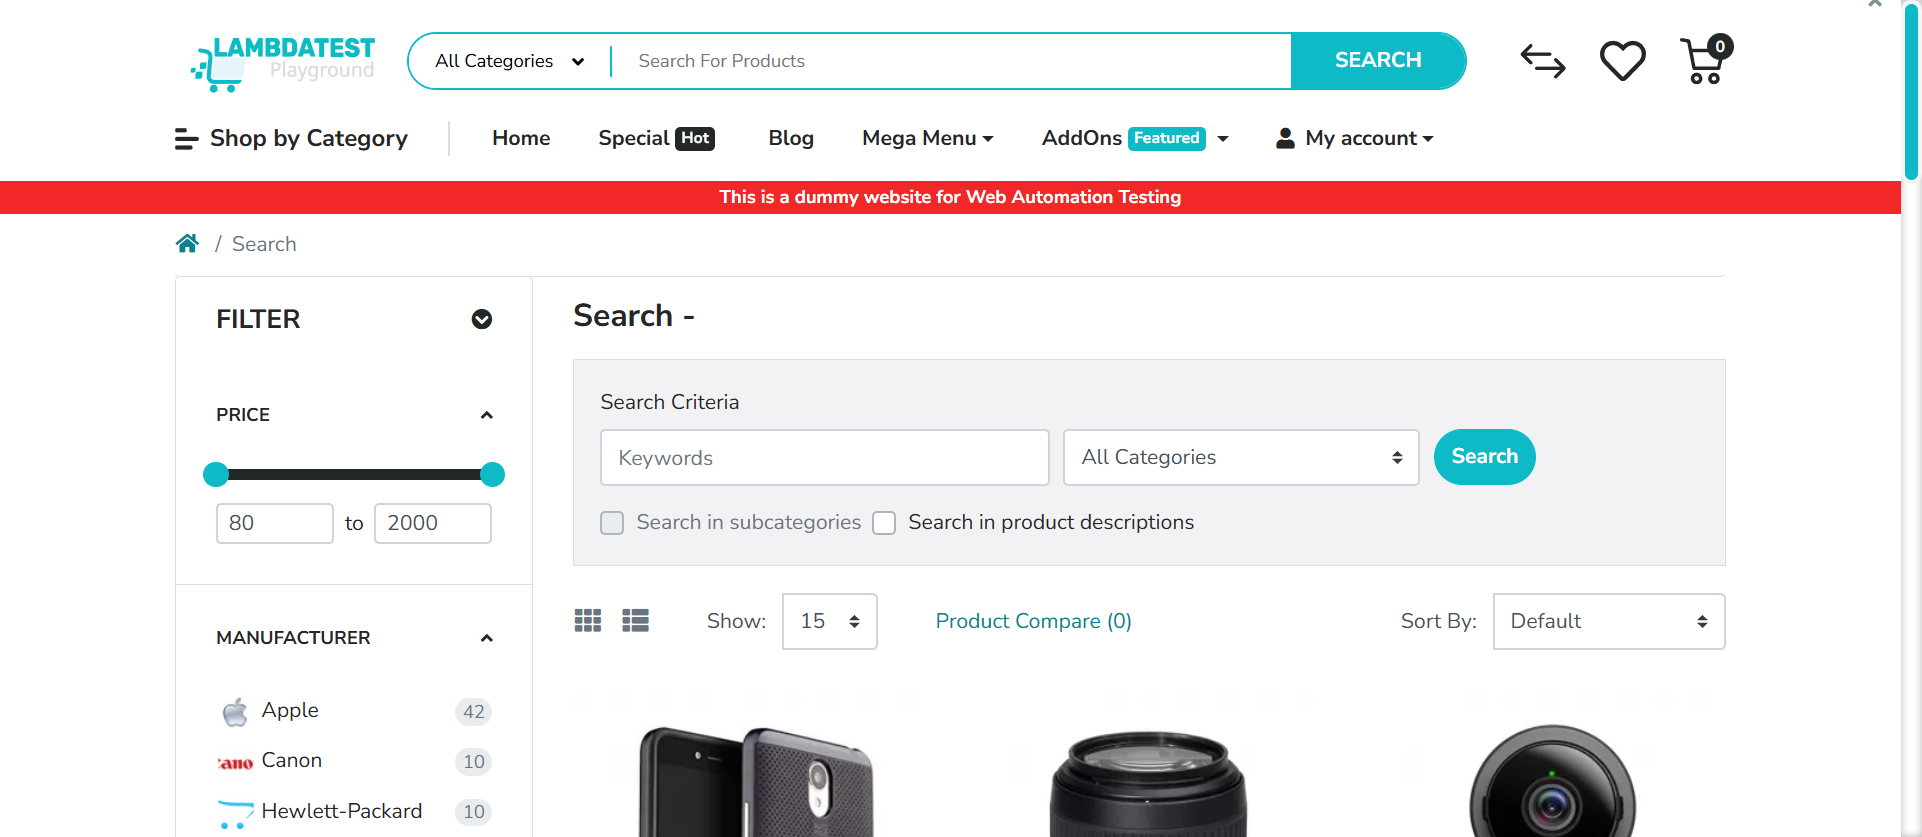 LAMBDATEST
Playground
All Categories
Search For Products
SEARCH
0
Shop by Category
Home
Special Hot
Blog
Mega Menu
AddOns Featured
My account
This is a dummy website for Web Automation Testing
/ Search
FILTER
PRICE
80 to 2000
MANUFACTURER
Apple 42
Canon 10
Hewlett-Packard 10
Search -
Search Criteria
Keywords
All Categories
Search
Search in subcategories
Search in product descriptions
Show: 15
Product Compare (0)
Sort By: Default